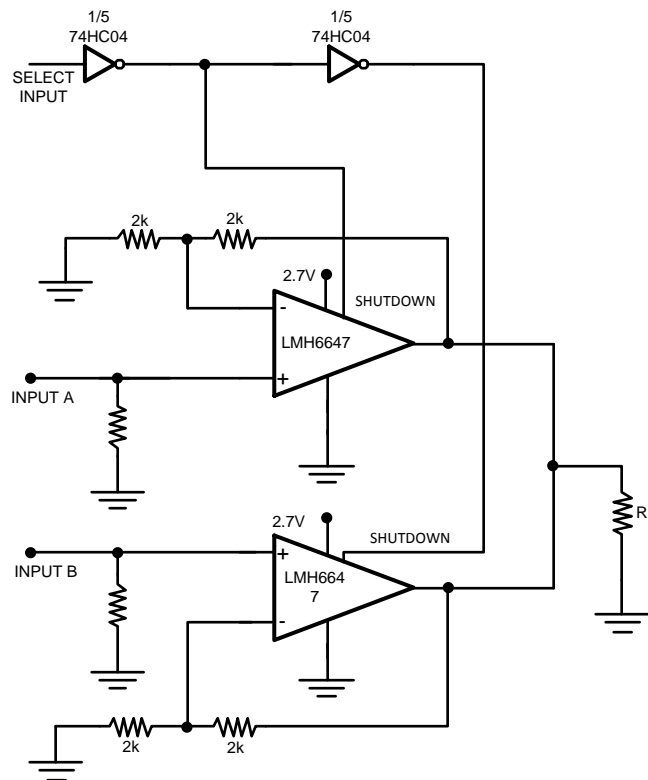 1/5
74HC04
1/5
74HC04
SELECT
INPUT
2k
2k
2.7V
SHUTDOWN
-
LMH6647
+
INPUT A
2.7V
SHUTDOWN
+
INPUT B
LMH664
7
-
R
2k
2k